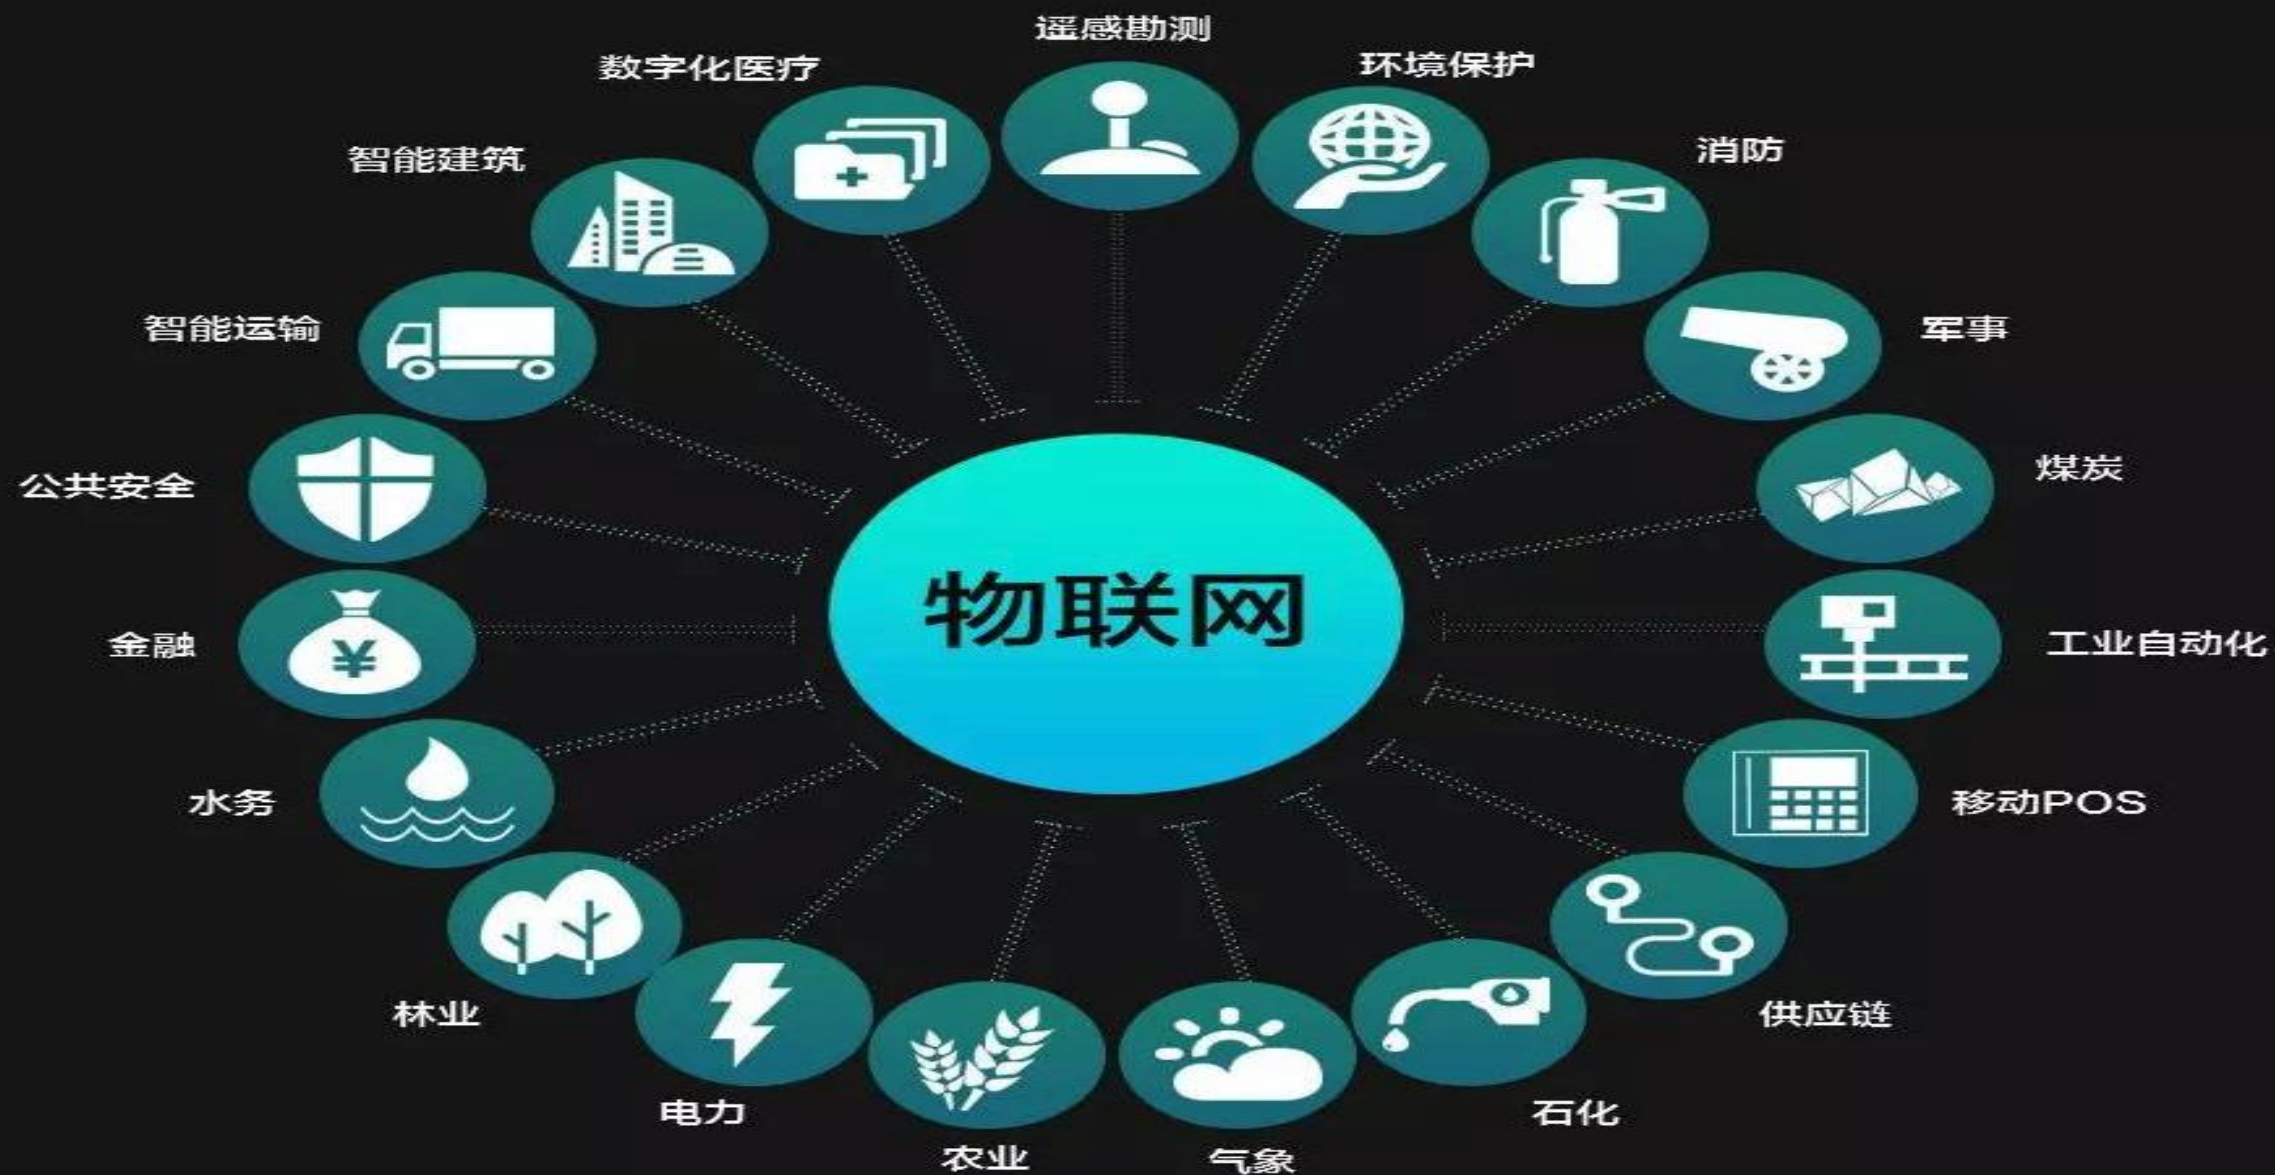 遥感勘测
环境保护
数字化医疗
消防
智能建筑
军事
智能运输
煤炭
公共安全
物联网
工业自动化
金融
¥
移动POS
水务
供应链
林业
石化
电力
农业
气象